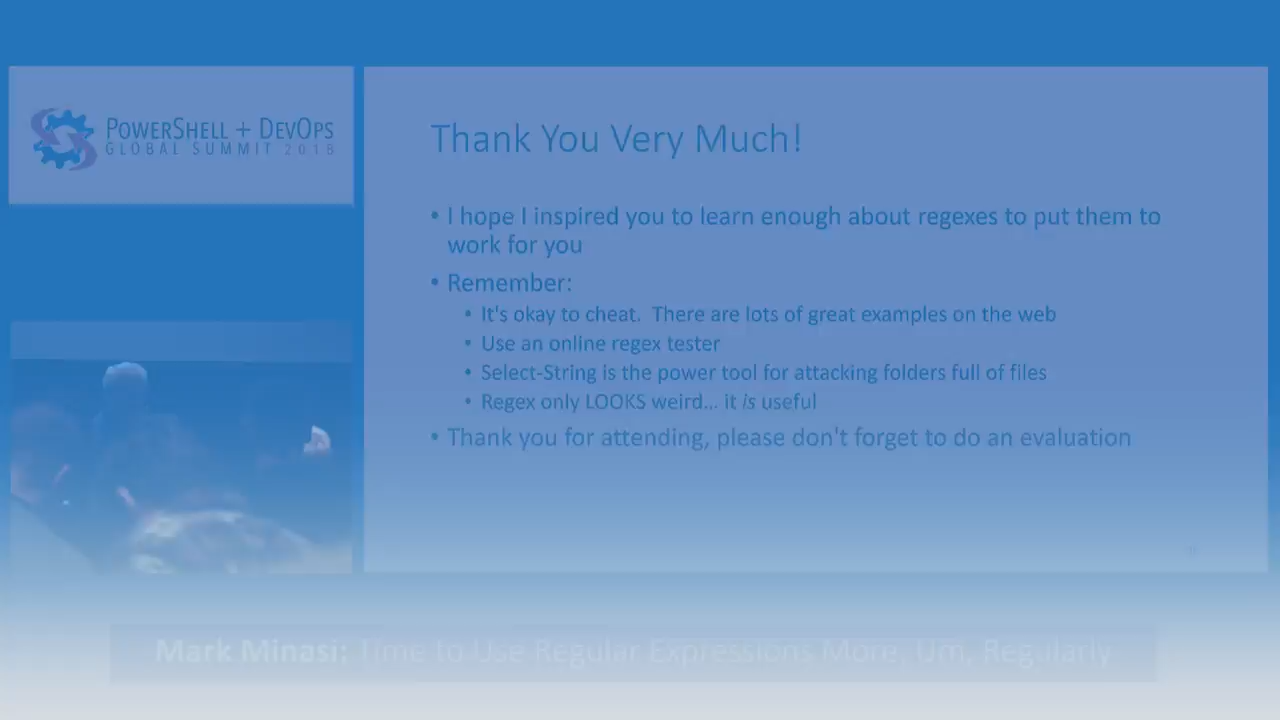 POWERSHELL + DEVOPS
GLOBAL SUMMIT 2018
Thank You Very Much!
• I hope I inspired you to learn enough about regexes to put them to
work for you
• Remember:
• It's okay to cheat.  There are lots of great examples on the web
• Use an online regex tester
• Select-String is the power tool for attacking folders full of files
• Regex only LOOKS weird... it is useful
• Thank you for attending, please don't forget to do an evaluation
Mark Minasi: Time to Use Regular Expressions More, Um, Regularly